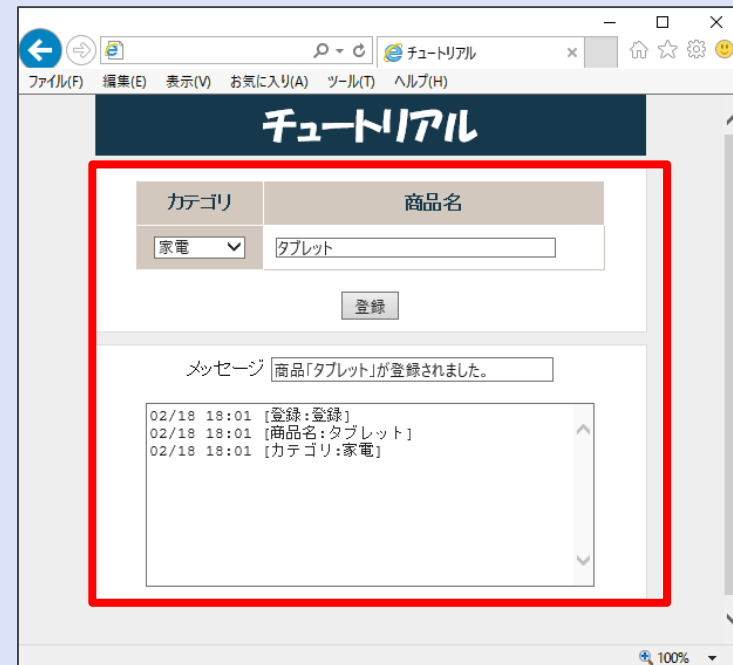 チュートリアル
ファイル(F) 編集(E) 表示(V) お気に入り(A) ツール(T) ヘルプ(H)
チュートリアル
カテゴリ 商品名
家電 タブレット
登録
メッセージ 商品「タブレット」が登録されました。
02/18 18:01 [登録:登録]
02/18 18:01 [商品名:タブレット]
02/18 18:01 [カテゴリ:家電]
100%